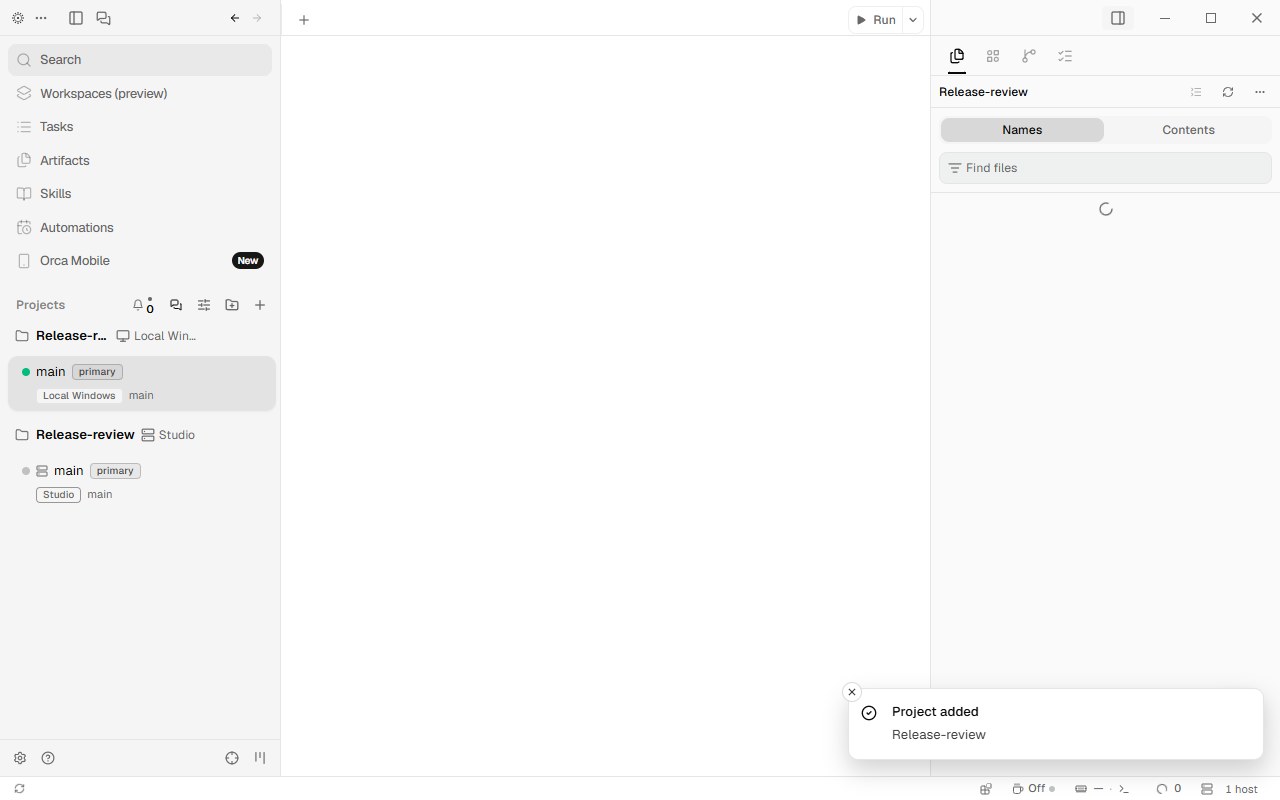 Run
Search
Workspaces (preview)
Tasks
Artifacts
Skills
Automations
Orca Mobile
New
Projects
0
Release-r...
Local Win...
main
primary
Local Windows
main
Release-review
Studio
main
primary
Studio
main
Release-review
Names
Contents
Find files
Project added
Release-review
Off
0
1 host